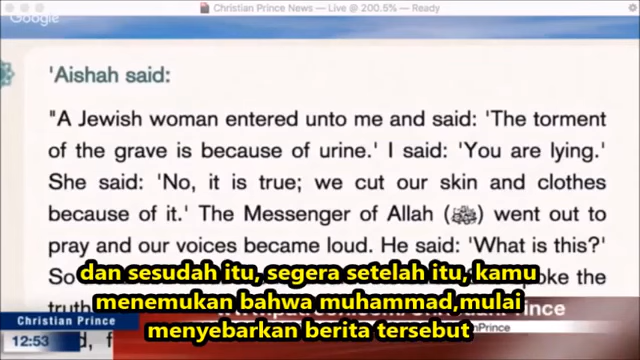 Christian Prince News — Live @ 200.5% — Ready
Google
'Aishah said:
"A Jewish woman entered unto me and said: 'The torment
of the grave is because of urine.' I said: 'You are lying.'
She said: 'No, it is true; we cut our skin and clothes
because of it.' The Messenger of Allah (ﷺ) went out to
pray and our voices became loud. He said: 'What is this?'
So
dan sesudah itu, segera setelah itu, kamu
menemukan bahwa muhammad,mulai
menyebarkan berita tersebut
Christian Prince
12:53